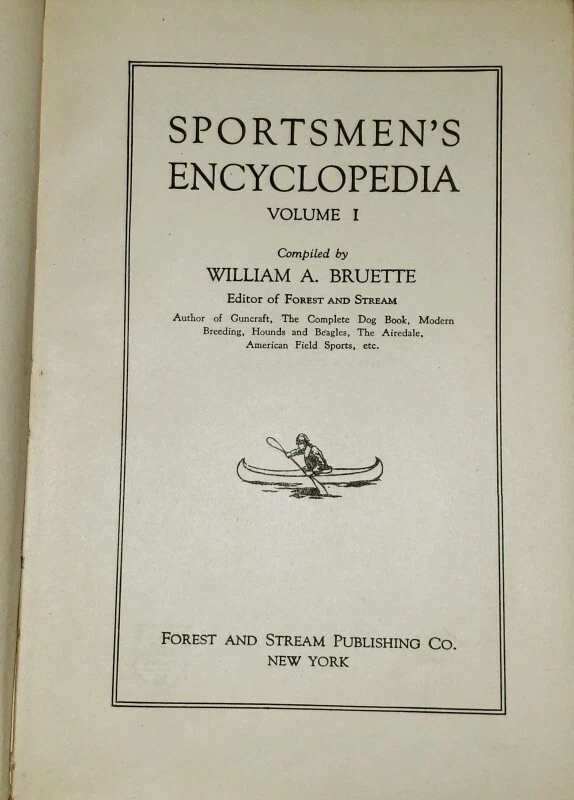 SPORTSMEN'S
ENCYCLOPEDIA
VOLUME I
Compiled by
WILLIAM A. BRUETTE
Editor of FOREST AND STREAM
Author of Guncraft, The Complete Dog Book, Modern
Breeding, Hounds and Beagles, The Airedale,
American Field Sports, etc.
FOREST AND STREAM PUBLISHING CO.
NEW YORK